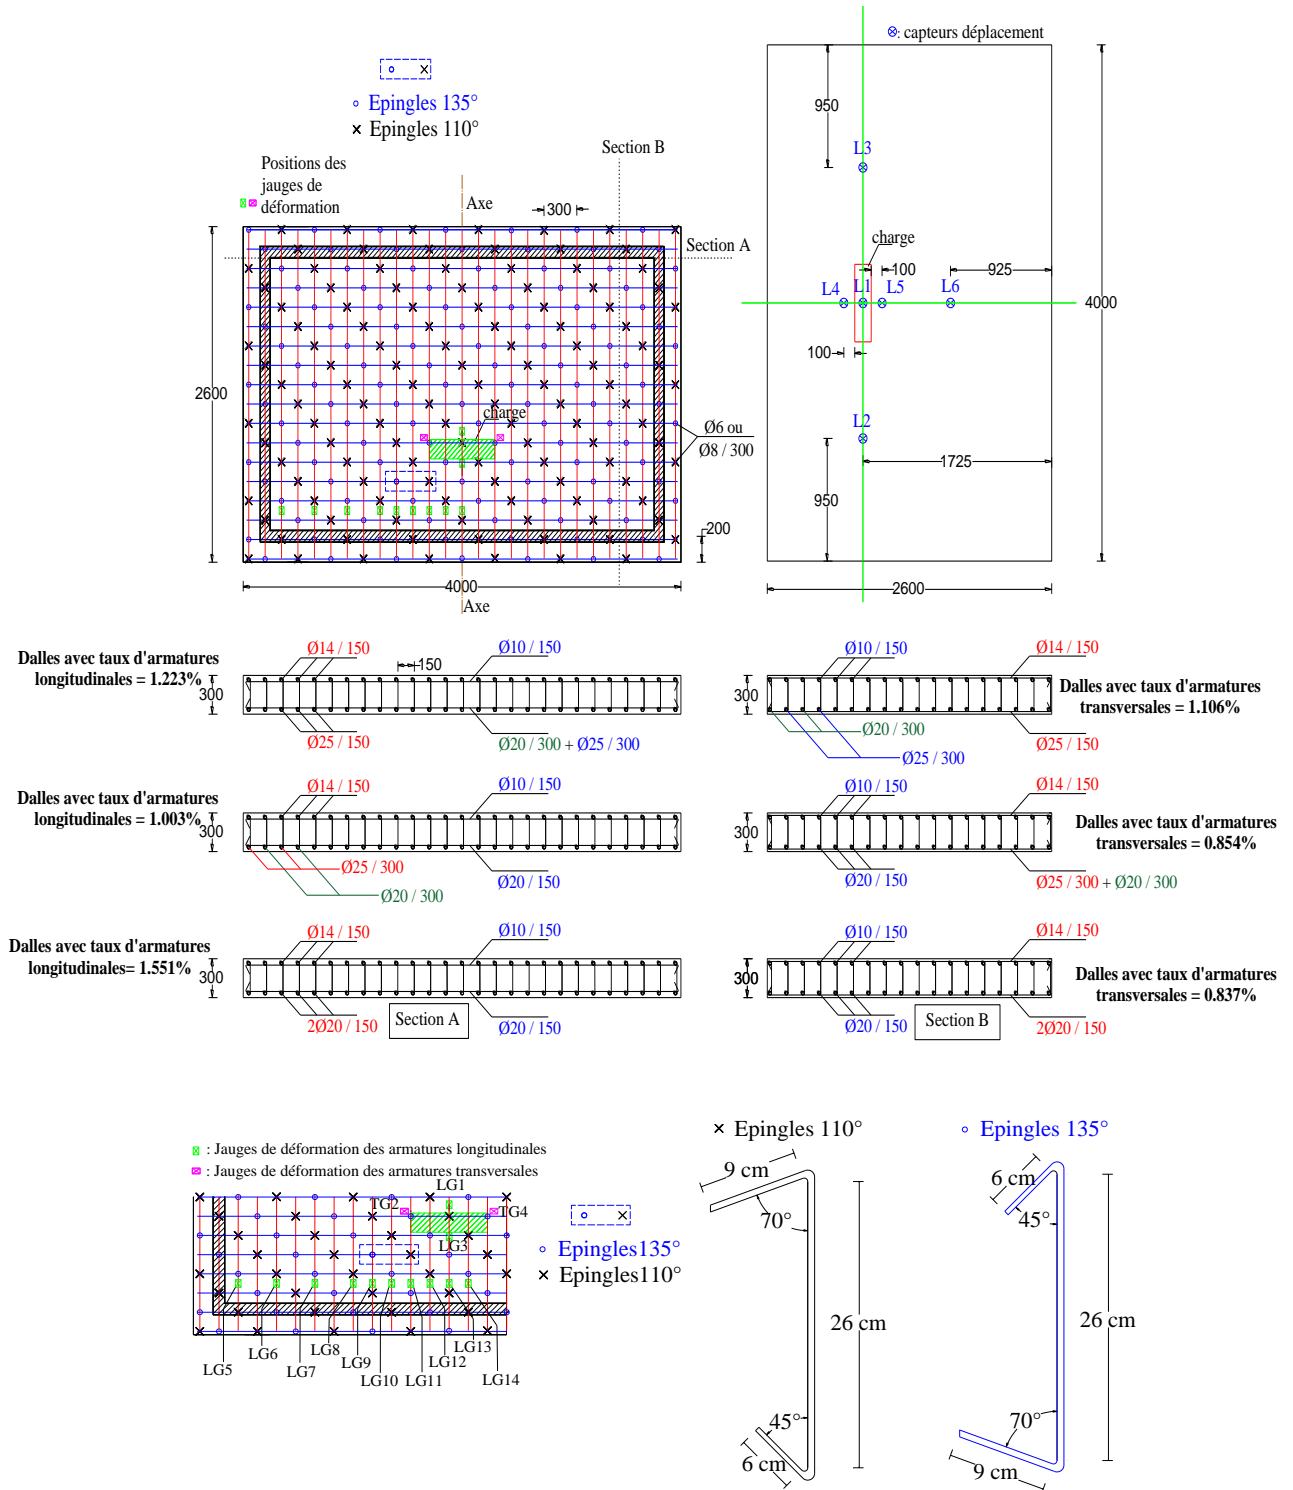 : capteurs déplacement
Epingles 135°
Epingles 110°
Positions des
jauges de
déformation
Axe
300
Section B
Section A
2600
charge
Ø6 ou
Ø8 / 300
200
4000
Axe
950
L3
charge
100
925
L4
L1
L5
L6
4000
100
L2
1725
950
2600
Dalles avec taux d'armatures
longitudinales = 1.223%
300
Ø14 / 150
150
Ø10 / 150
Ø25 / 150
Ø20 / 300 + Ø25 / 300
Ø10 / 150
Ø14 / 150
300
Dalles avec taux d'armatures
transversales = 1.106%
Ø20 / 300
Ø25 / 300
Ø25 / 150
Dalles avec taux d'armatures
longitudinales = 1.003%
300
Ø14 / 150
Ø10 / 150
Ø25 / 300
Ø20 / 300
Ø20 / 150
Ø10 / 150
Ø14 / 150
300
Dalles avec taux d'armatures
transversales = 0.854%
Ø20 / 150
Ø25 / 300 + Ø20 / 300
Dalles avec taux d'armatures
longitudinales= 1.551%
300
Ø14 / 150
Ø10 / 150
2Ø20 / 150
Section A
Ø20 / 150
Ø10 / 150
Ø14 / 150
300
Dalles avec taux d'armatures
transversales = 0.837%
Ø20 / 150
Section B
2Ø20 / 150
: Jauges de déformation des armatures longitudinales
: Jauges de déformation des armatures transversales
LG1
TG2
TG4
LG3
Epingles135°
Epingles110°
LG5
LG6
LG7
LG8
LG9
LG10
LG11
LG12
LG13
LG14
Epingles 110°
9 cm
70°
26 cm
45°
6 cm
Epingles 135°
6 cm
45°
26 cm
70°
9 cm